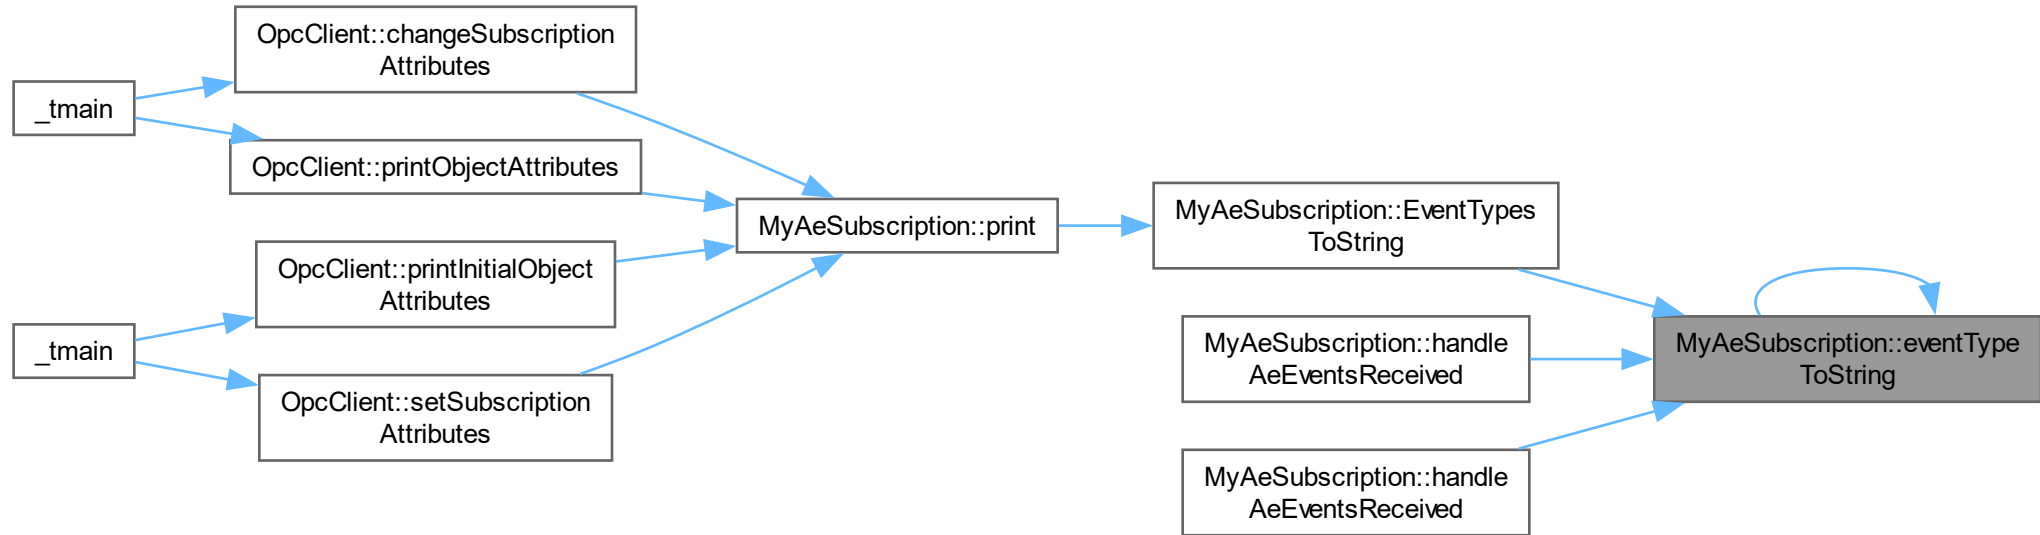 OpcClient::changeSubscription
Attributes
_tmain
OpcClient::printObjectAttributes
MyAeSubscription::print
MyAeSubscription::EventTypes
ToString
OpcClient::printInitialObject
Attributes
_tmain
OpcClient::setSubscription
Attributes
MyAeSubscription::handle
AeEventsReceived
MyAeSubscription::eventType
ToString
MyAeSubscription::handle
AeEventsReceived